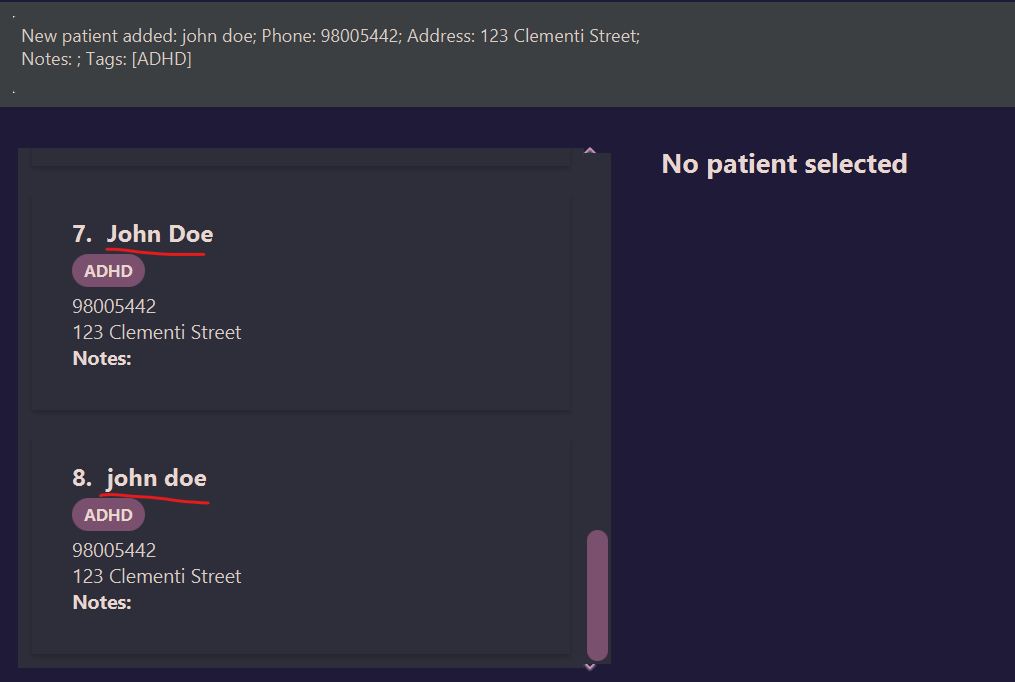 New patient added: john doe; Phone: 98005442; Address: 123 Clementi Street;
Notes: ; Tags: [ADHD]
No patient selected
7. John Doe
ADHD
98005442
123 Clementi Street
Notes:
8. john doe
ADHD
98005442
123 Clementi Street
Notes: